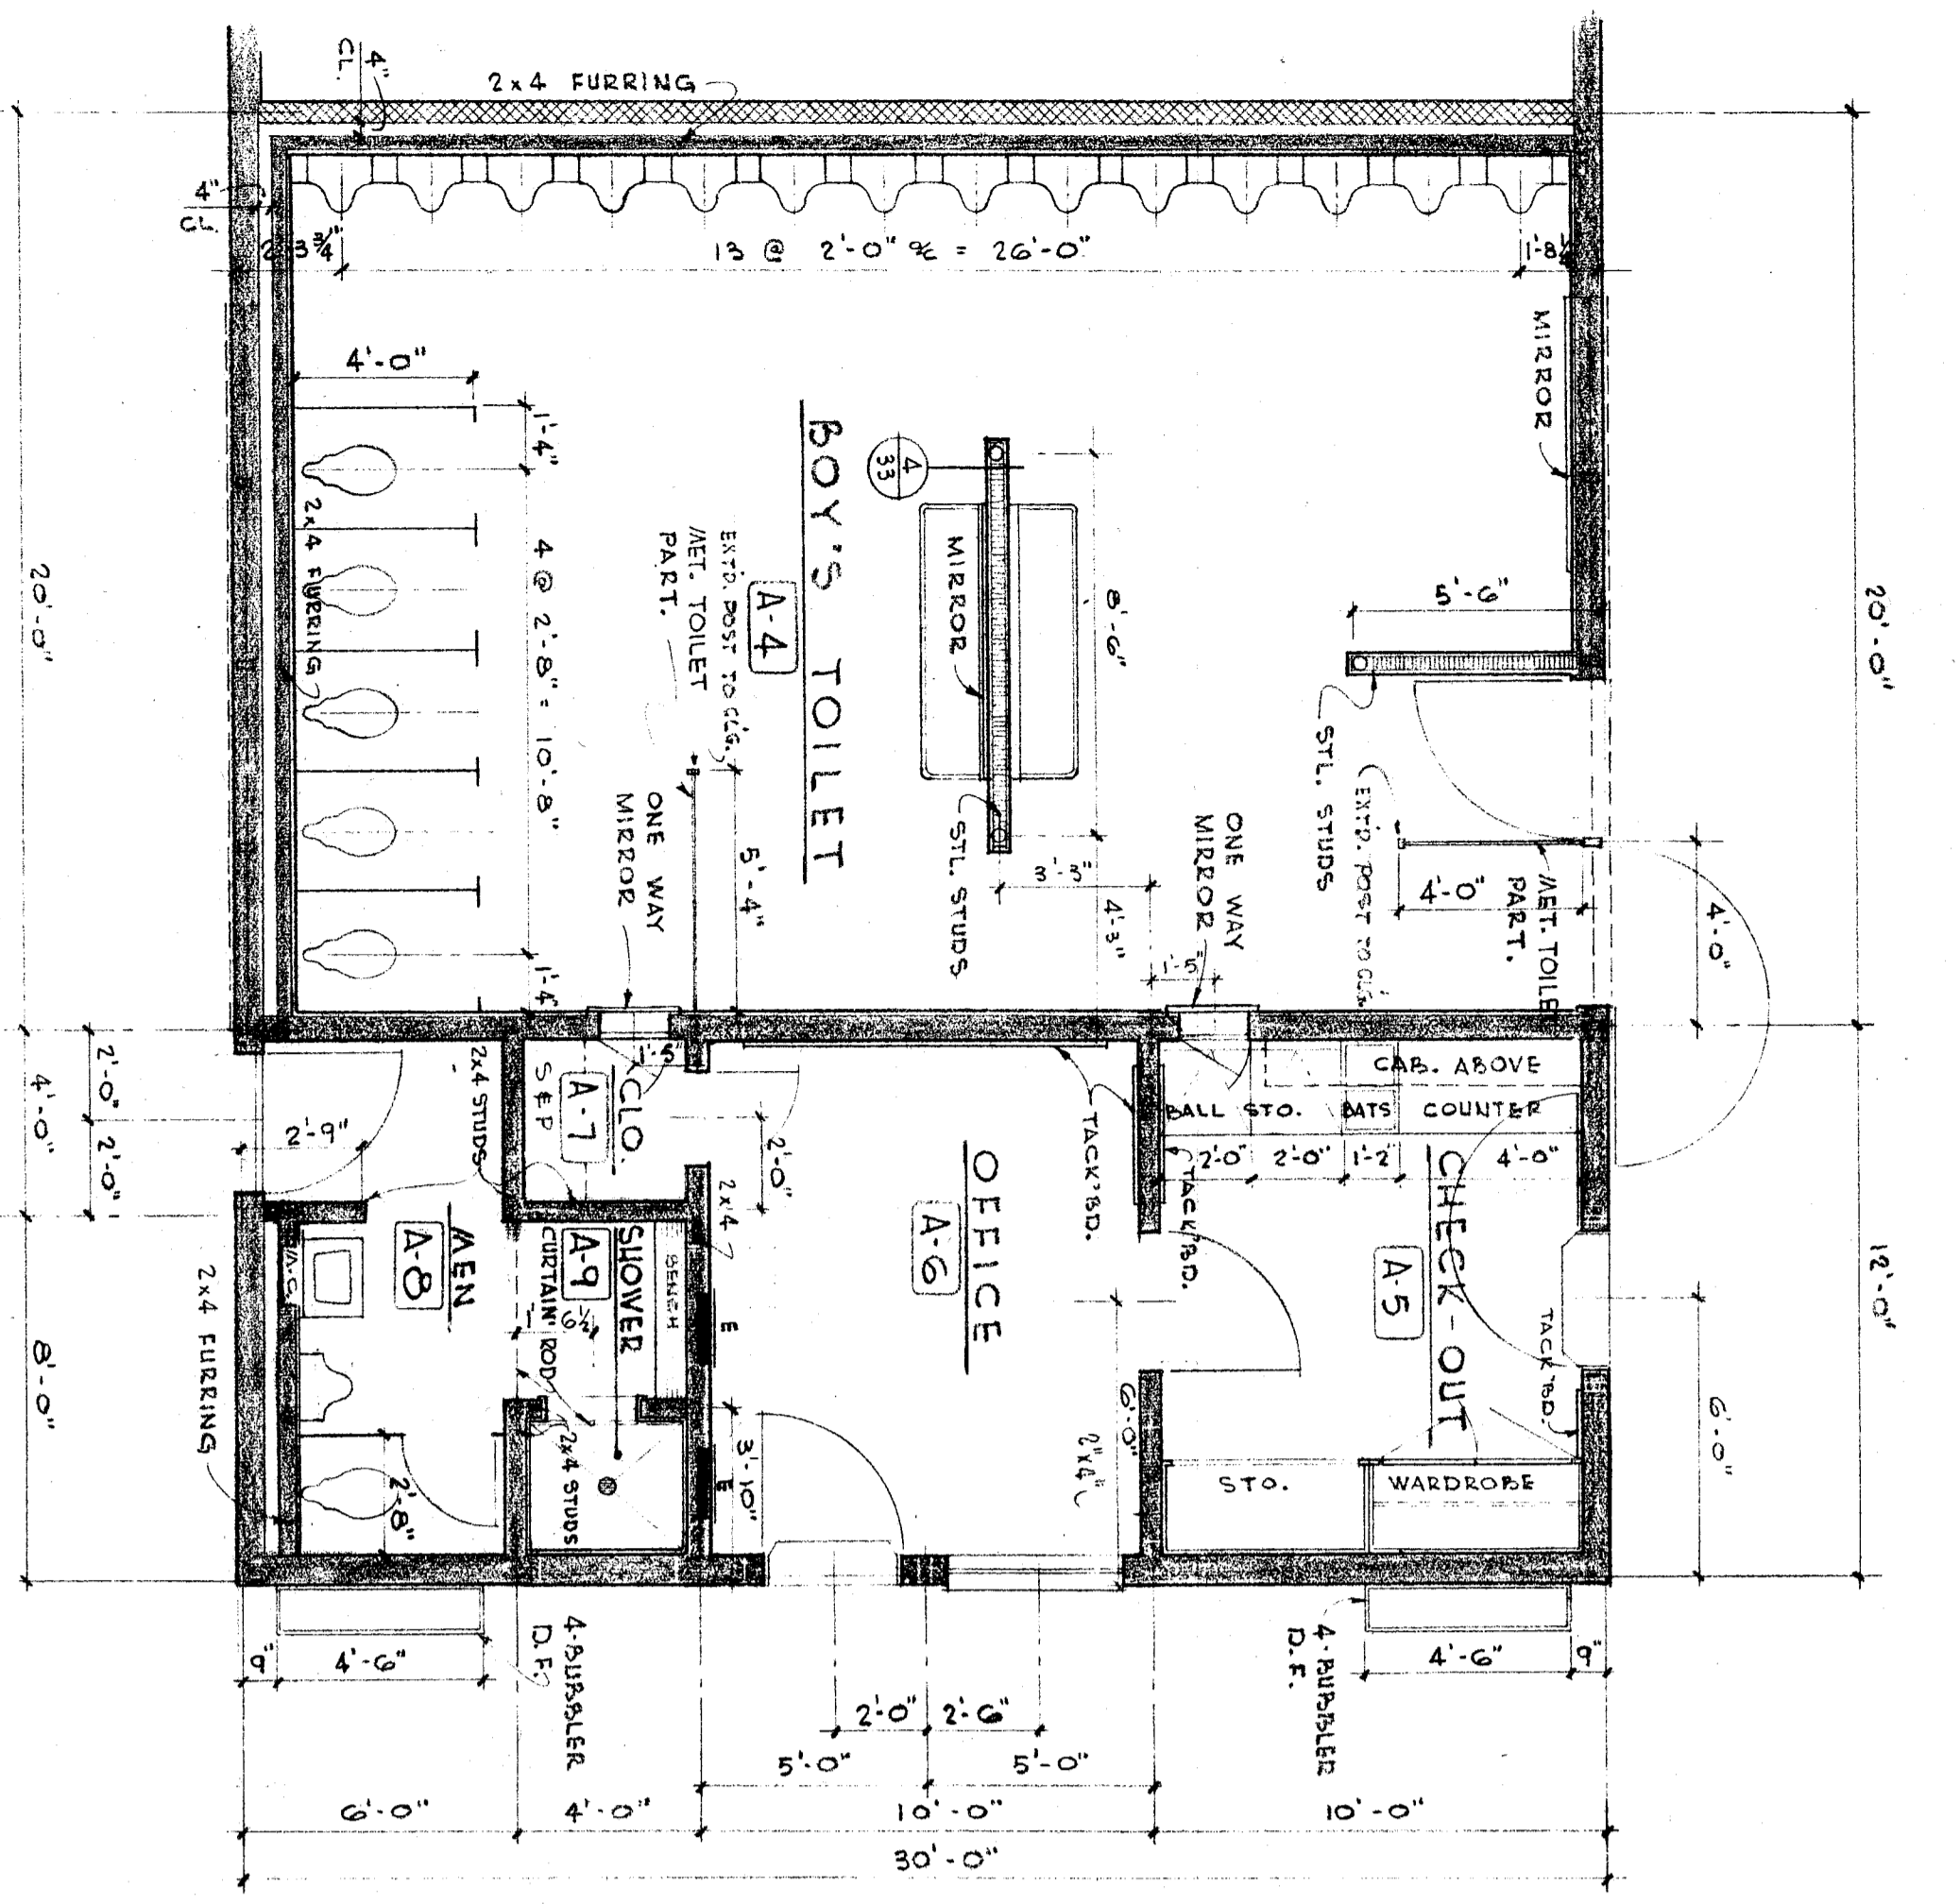 4"
CL.
2x4 FURRING
4"
CL.
2'-3 3/4"
13 @ 2'-0" o/c = 26'-0"
1'-8 1/4"
MIRROR
4'-0"
1'-4"
4 @ 2'-8" = 10'-8"
1'-4"
2x4 FURRING
BOY'S TOILET
A-4
4
33
MIRROR
8'-6"
5'-6"
EXT'D. POST TO CLG.
MET. TOILET
PART.
STL. STUDS
EXT'D. POST TO CLG.
MET. TOILET
PART.
4'-0"
4'-0"
ONE WAY
MIRROR
5'-4"
STL. STUDS
3'-3"
4'-3"
ONE WAY
MIRROR
1'-5"
20'-0"
20'-0"
2'-0"
2'-0"
4'-0"
8'-0"
2'-9"
2x4 STUDS
S & P
A-7
CLO.
1'-5"
2'-0"
2x4
TACK BD.
TACK BD.
CAB. ABOVE
BALL STO.
BATS
COUNTER
2'-0"
2'-0"
1'-2"
4'-0"
OFFICE
A-6
CHECK-OUT
A-5
TACK BD.
MEN
A-8
M.C.
SHOWER
A-9
CURTAIN ROD
BENCH
1'-6 1/2"
E
E
2x4 STUDS
3'-10"
2'-8"
2x4 FURRING
6'-0"
2"x4"
STO.
WARDROBE
12'-0"
6'-0"
9"
4'-6"
4-BUBBLER
D.F.
4-BUBBLER
D.F.
4'-6"
9"
2'-0"
2'-6"
5'-0"
5'-0"
6'-0"
4'-0"
10'-0"
10'-0"
30'-0"